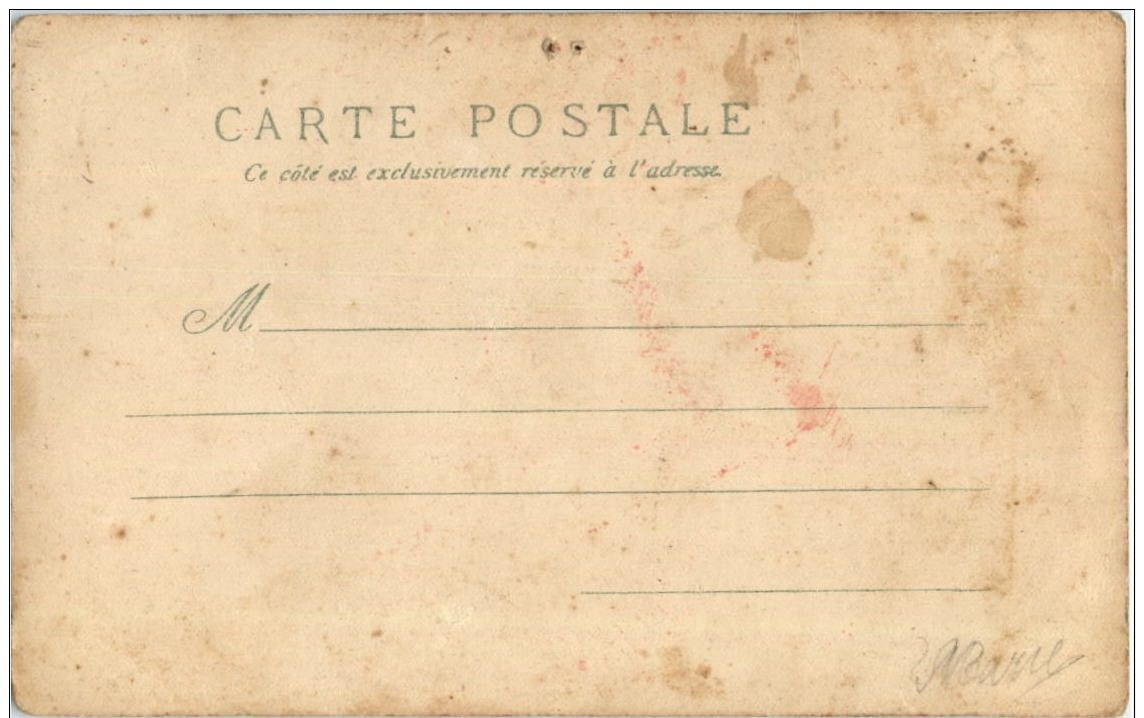 CARTE POSTALE
Ce côté est exclusivement réservé à l'adresse.
M